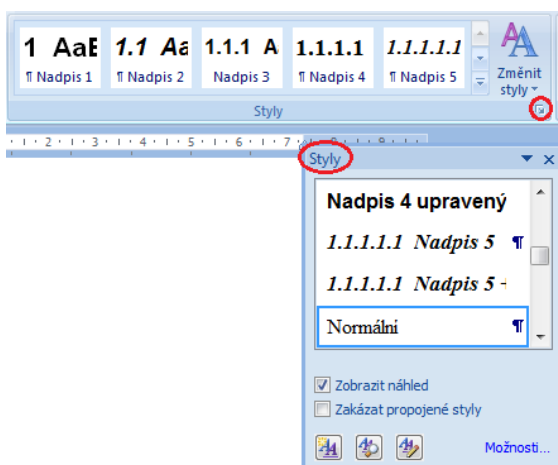 1 AaB 1.1 Aa 1.1.1 A 1.1.1.1 1.1.1.1.1
¶ Nadpis 1 ¶ Nadpis 2 Nadpis 3 ¶ Nadpis 4 ¶ Nadpis 5
Změnit
styly
Styly
1 2 3 4 5 6 7
Styly
Nadpis 4 upravený
1.1.1.1.1 Nadpis 5 ¶
1.1.1.1.1 Nadpis 5 +
Normální ¶
Zobrazit náhled
Zakázat propojené styly
Možnosti...